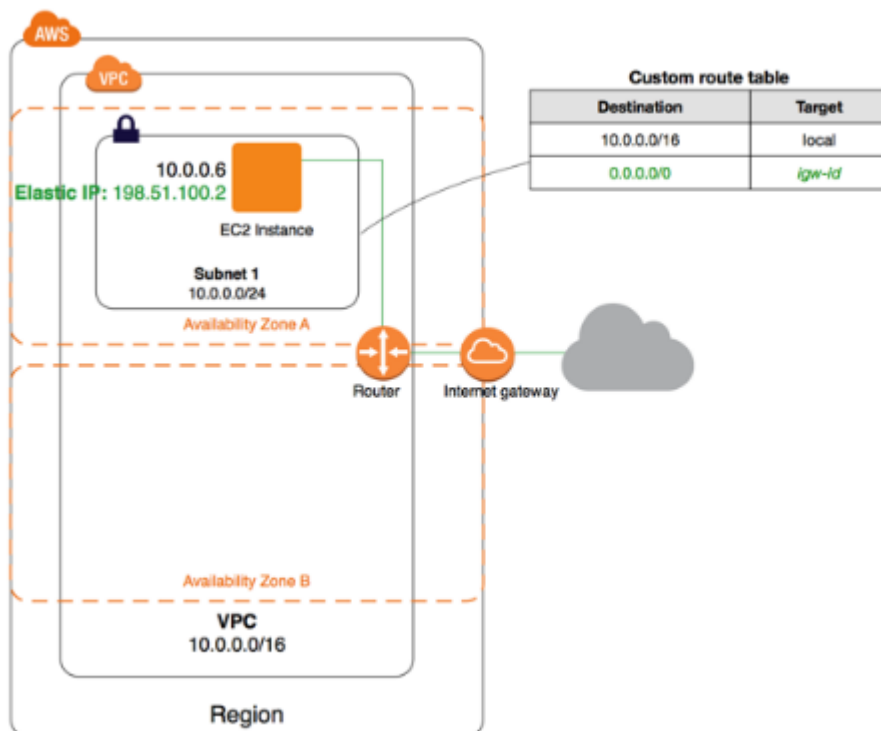 AWS
VPC
Custom route table
Destination Target
10.0.0.0/16 local
0.0.0.0/0 igw-id
10.0.0.6
Elastic IP: 198.51.100.2
EC2 Instance
Subnet 1
10.0.0.0/24
Availability Zone A
Router
Internet gateway
Availability Zone B
VPC
10.0.0.0/16
Region